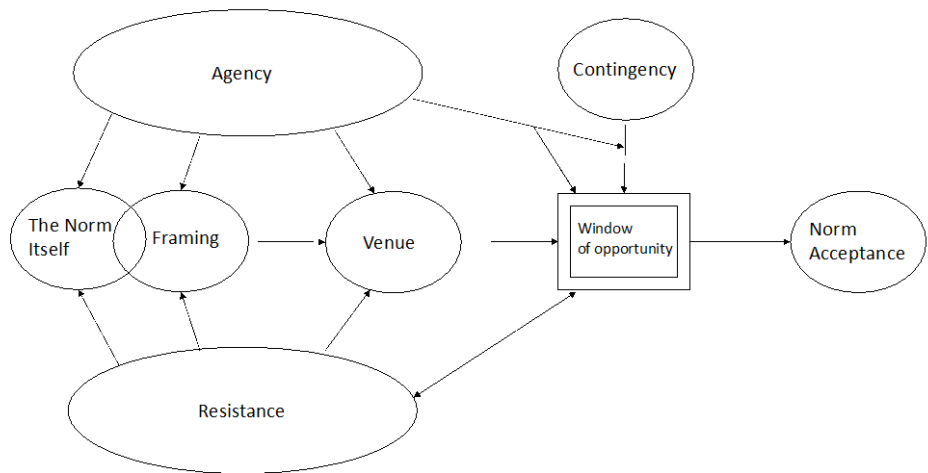 Agency
Contingency
The Norm
Itself
Framing
Venue
Window
of opportunity
Norm
Acceptance
Resistance